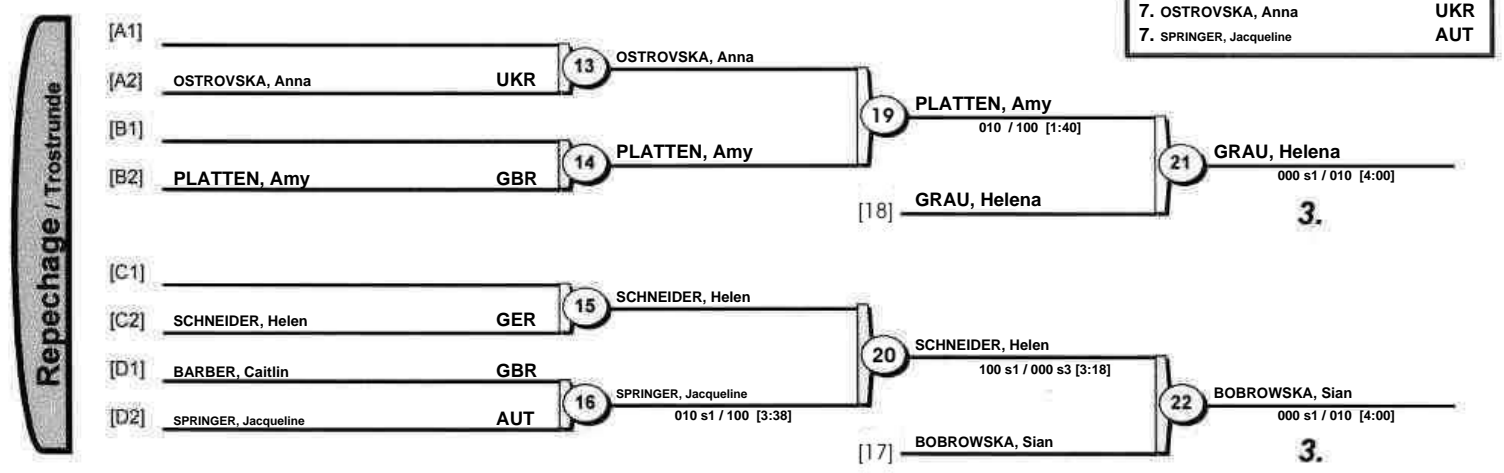 7. OSTROVSKA, Anna UKR
7. SPRINGER, Jacqueline AUT
Repechage / Trostrunde
[A1]
13 OSTROVSKA, Anna
[A2] OSTROVSKA, Anna UKR
19 PLATTEN, Amy
010 / 100 [1:40]
[B1]
14 PLATTEN, Amy
[B2] PLATTEN, Amy GBR
21 GRAU, Helena
000 s1 / 010 [4:00]
[18] GRAU, Helena
3.
[C1]
15 SCHNEIDER, Helen
[C2] SCHNEIDER, Helen GER
20 SCHNEIDER, Helen
100 s1 / 000 s3 [3:18]
[D1] BARBER, Caitlin GBR
16 SPRINGER, Jacqueline
010 s1 / 100 [3:38]
[D2] SPRINGER, Jacqueline AUT
22 BOBROWSKA, Sian
000 s1 / 010 [4:00]
[17] BOBROWSKA, Sian
3.